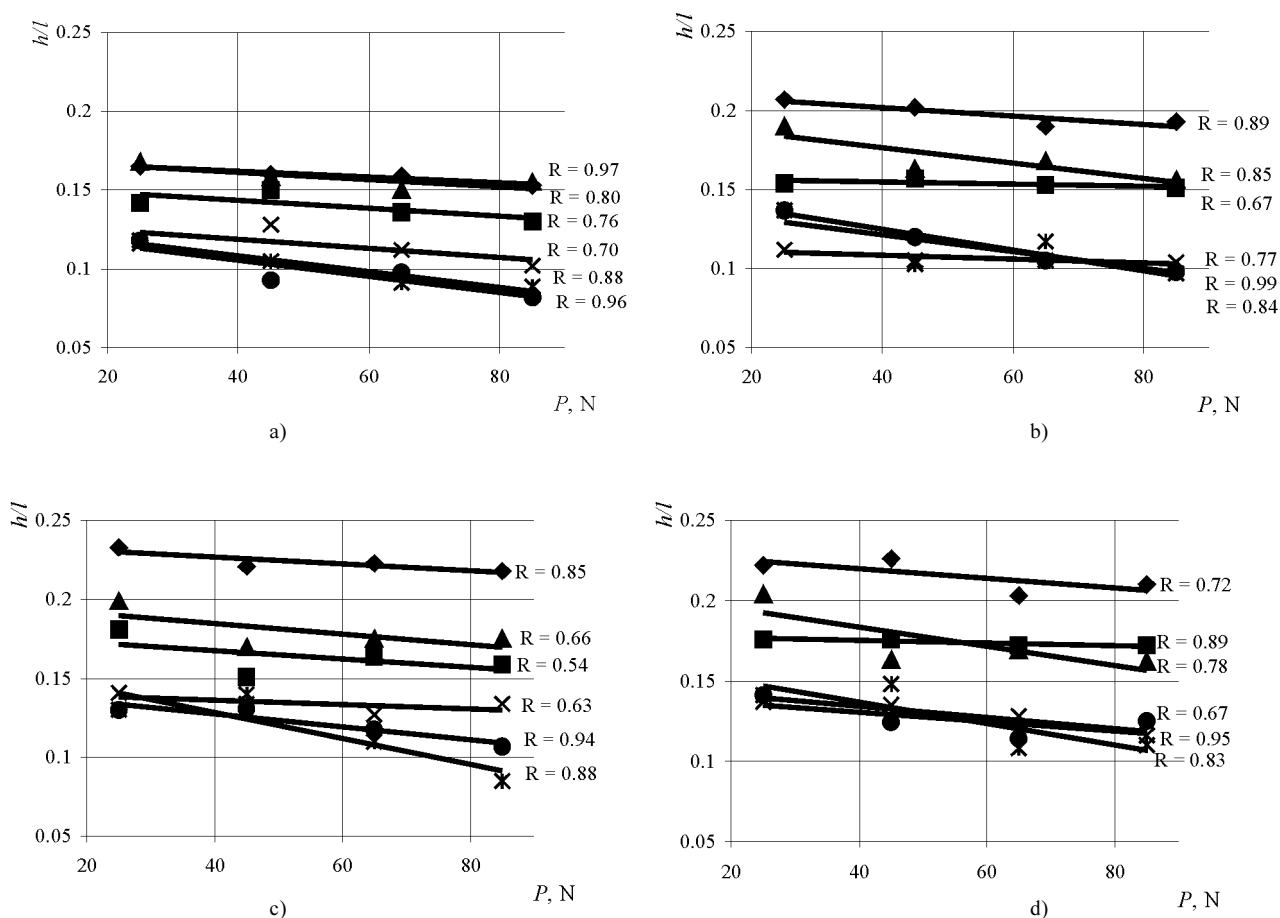 h/l
0.25
0.2
0.15
0.1
0.05
20
40
60
80
P, N
R = 0.97
R = 0.80
R = 0.76
R = 0.70
R = 0.88
R = 0.96
a)
h/l
0.25
0.2
0.15
0.1
0.05
20
40
60
80
P, N
R = 0.89
R = 0.85
R = 0.67
R = 0.77
R = 0.99
R = 0.84
b)
h/l
0.25
0.2
0.15
0.1
0.05
20
40
60
80
P, N
R = 0.85
R = 0.66
R = 0.54
R = 0.63
R = 0.94
R = 0.88
c)
h/l
0.25
0.2
0.15
0.1
0.05
20
40
60
80
P, N
R = 0.72
R = 0.89
R = 0.78
R = 0.67
R = 0.95
R = 0.83
d)